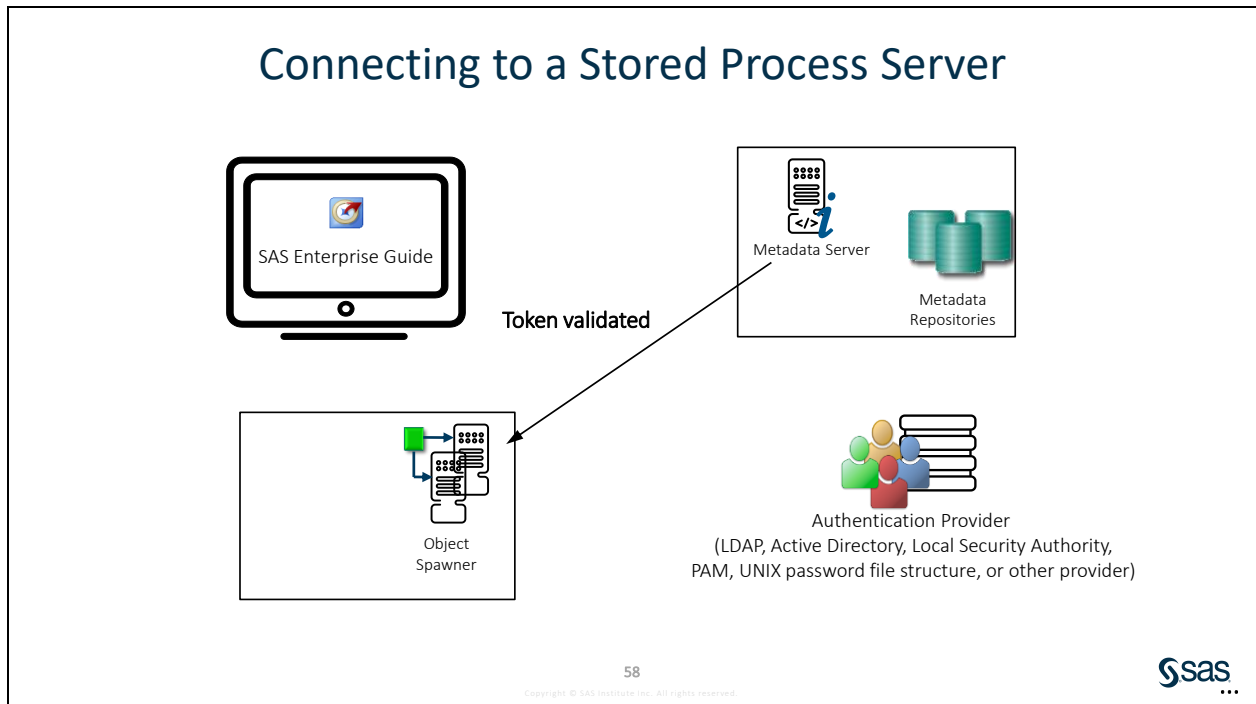 Connecting to a Stored Process Server
SAS Enterprise Guide
</>
i
Metadata Server
Metadata
Repositories
Token validated
Object
Spawner
Authentication Provider
(LDAP, Active Directory, Local Security Authority,
PAM, UNIX password file structure, or other provider)
58
Copyright © SAS Institute Inc. All rights reserved.
sas
...